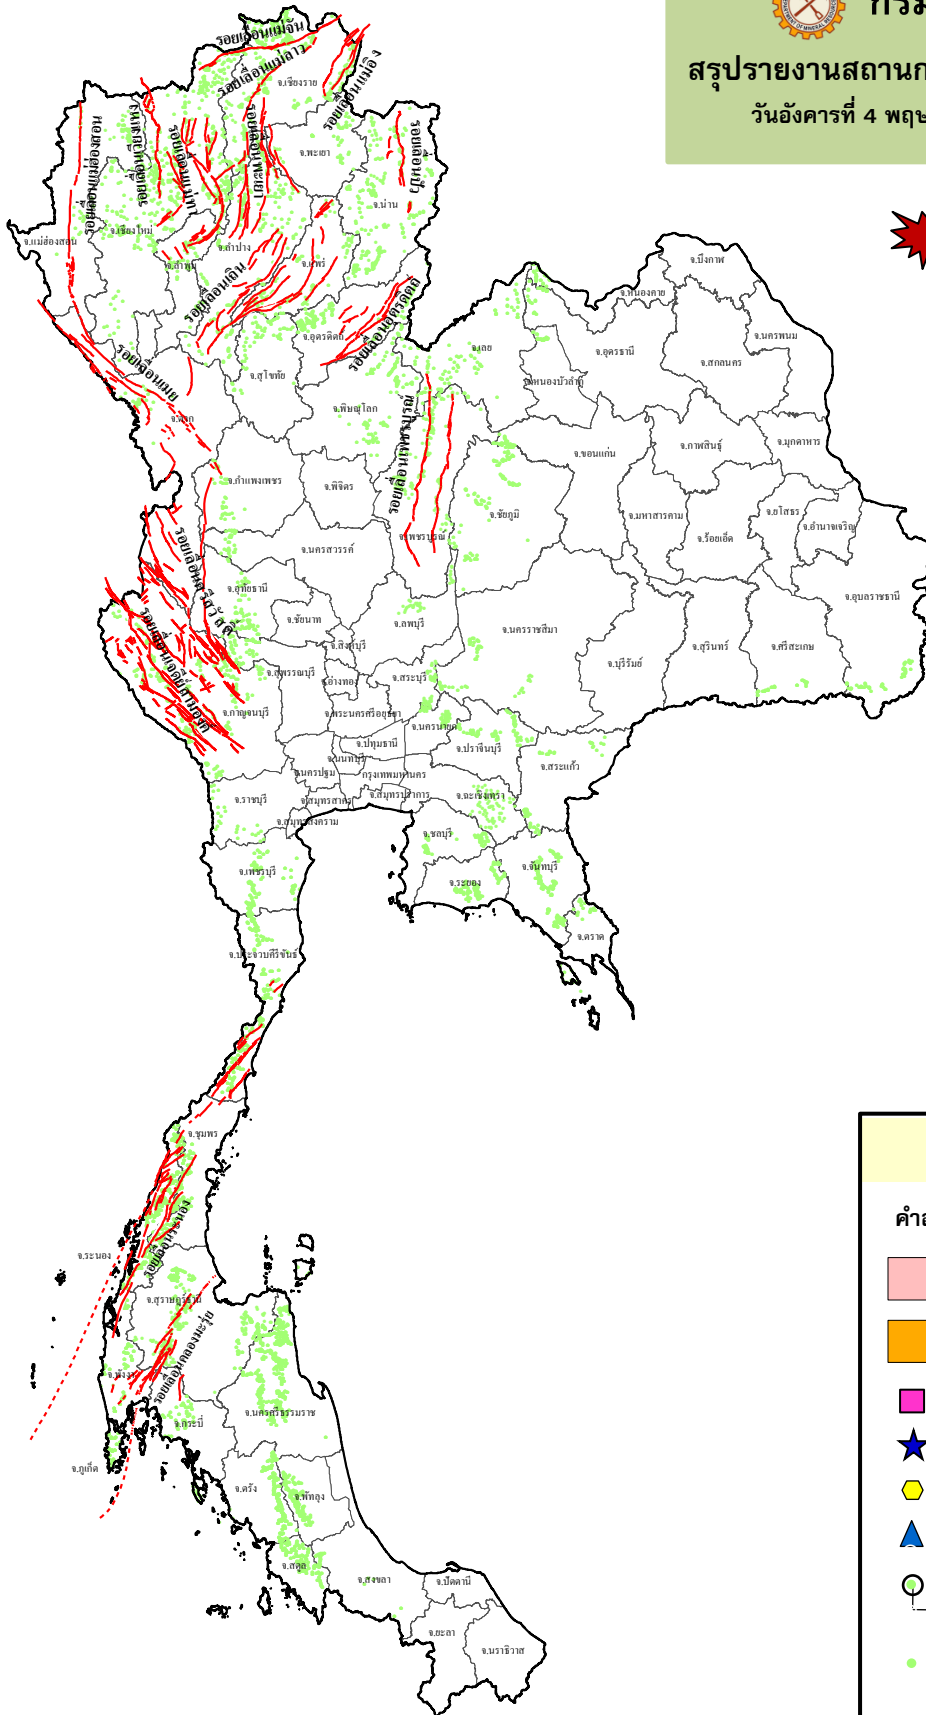 กรม
DEPARTMENT OF MINERAL RESOURCES
สรุปรายงานสถานก
วันอังคารที่ 4 พฤษ
รอยเลื่อนแม่จัน
รอยเลื่อนแม่ลาว
จ.เชียงราย
รอยเลื่อนแม่อิง
รอยเลื่อนแม่ฮ่องสอน
รอยเลื่อนแม่ทา
รอยเลื่อนพะเยา
จ.พะเยา
รอยเลื่อนปัว
จ.น่าน
จ.แม่ฮ่องสอน
จ.เชียงใหม่
จ.ลำปาง
จ.ลำพูน
จ.แพร่
รอยเลื่อนเถิน
รอยเลื่อนอุตรดิตถ์
จ.อุตรดิตถ์
จ.บึงกาฬ
จ.หนองคาย
จ.เลย
จ.อุดรธานี
จ.นครพนม
จ.สกลนคร
รอยเลื่อนเมย
จ.สุโขทัย
จ.หนองบัวลำภู
จ.ตาก
จ.พิษณุโลก
รอยเลื่อนเพชรบูรณ์
จ.ขอนแก่น
จ.กาฬสินธุ์
จ.มุกดาหาร
จ.กำแพงเพชร
จ.พิจิตร
จ.ชัยภูมิ
จ.มหาสารคาม
จ.ยโสธร
จ.อำนาจเจริญ
จ.เพชรบูรณ์
จ.ร้อยเอ็ด
จ.นครสวรรค์
รอยเลื่อนศรีสวัสดิ์
จ.อุทัยธานี
จ.อุบลราชธานี
จ.ชัยนาท
จ.ลพบุรี
จ.นครราชสีมา
รอยเลื่อนเจดีย์สามองค์
จ.สิงห์บุรี
จ.บุรีรัมย์
จ.สุรินทร์
จ.ศรีสะเกษ
จ.สุพรรณบุรี
จ.อ่างทอง
จ.สระบุรี
จ.กาญจนบุรี
จ.พระนครศรีอยุธยา
จ.นครนายก
จ.ปทุมธานี
จ.ปราจีนบุรี
จ.นนทบุรี
จ.สระแก้ว
จ.นครปฐม
กรุงเทพมหานคร
จ.ราชบุรี
จ.สมุทรสาคร
จ.สมุทรปราการ
จ.ฉะเชิงเทรา
จ.สมุทรสงคราม
จ.ชลบุรี
จ.เพชรบุรี
จ.ระยอง
จ.จันทบุรี
จ.ตราด
จ.ประจวบคีรีขันธ์
จ.ชุมพร
คำอ
รอยเลื่อนระนอง
จ.ระนอง
จ.สุราษฎร์ธานี
รอยเลื่อนคลองมะรุ่ย
จ.พังงา
จ.กระบี่
จ.นครศรีธรรมราช
จ.ภูเก็ต
จ.ตรัง
จ.พัทลุง
จ.สตูล
จ.สงขลา
จ.ปัตตานี
จ.ยะลา
จ.นราธิวาส